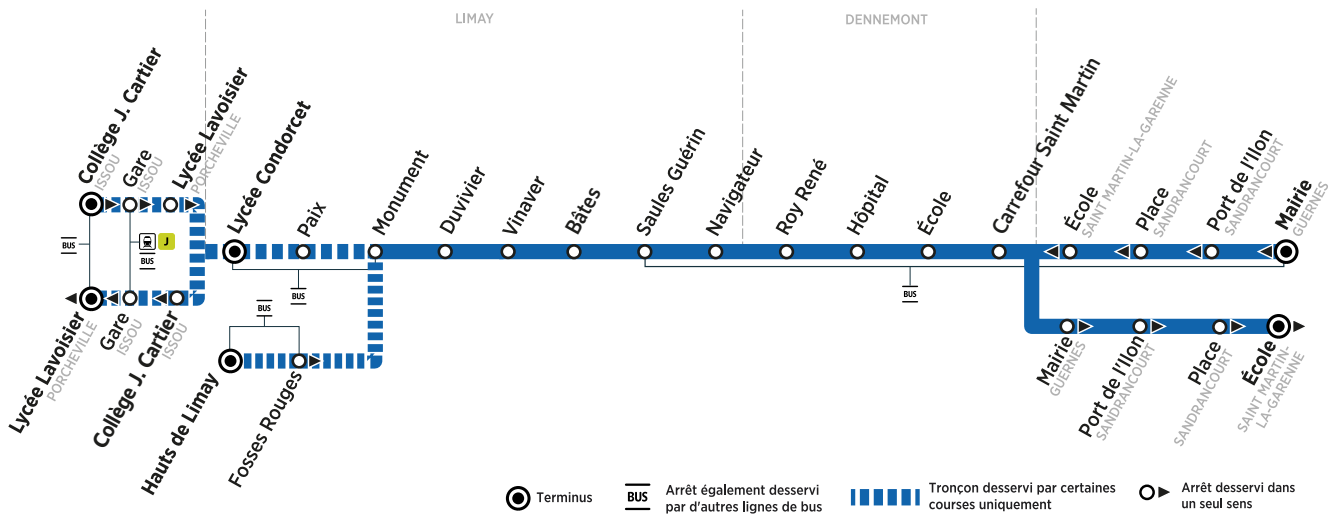 LIMAY
DENNEMONT
Collège J. Cartier
ISSOU
Gare
ISSOU
Lycée Lavoisier
PORCHEVILLE
Lycée Condorcet
Paix
Monument
Duvivier
Vinaver
Bâtes
Saules Guérin
Navigateur
Roy René
Hôpital
École
Carrefour Saint Martin
École
SAINT MARTIN-LA-GARENNE
Place
SANDRANCOURT
Port de l'Ilon
SANDRANCOURT
Mairie
GUERNES
BUS
J
BUS
BUS
BUS
BUS
Lycée Lavoisier
PORCHEVILLE
Gare
ISSOU
Collège J. Cartier
ISSOU
Hauts de Limay
Fosses Rouges
Mairie
GUERNES
Port de l'Ilon
SANDRANCOURT
Place
SANDRANCOURT
École
SAINT MARTIN-
LA-GARENNE
Terminus
BUS
Arrêt également desservi
par d'autres lignes de bus
Tronçon desservi par certaines
courses uniquement
Arrêt desservi dans
un seul sens